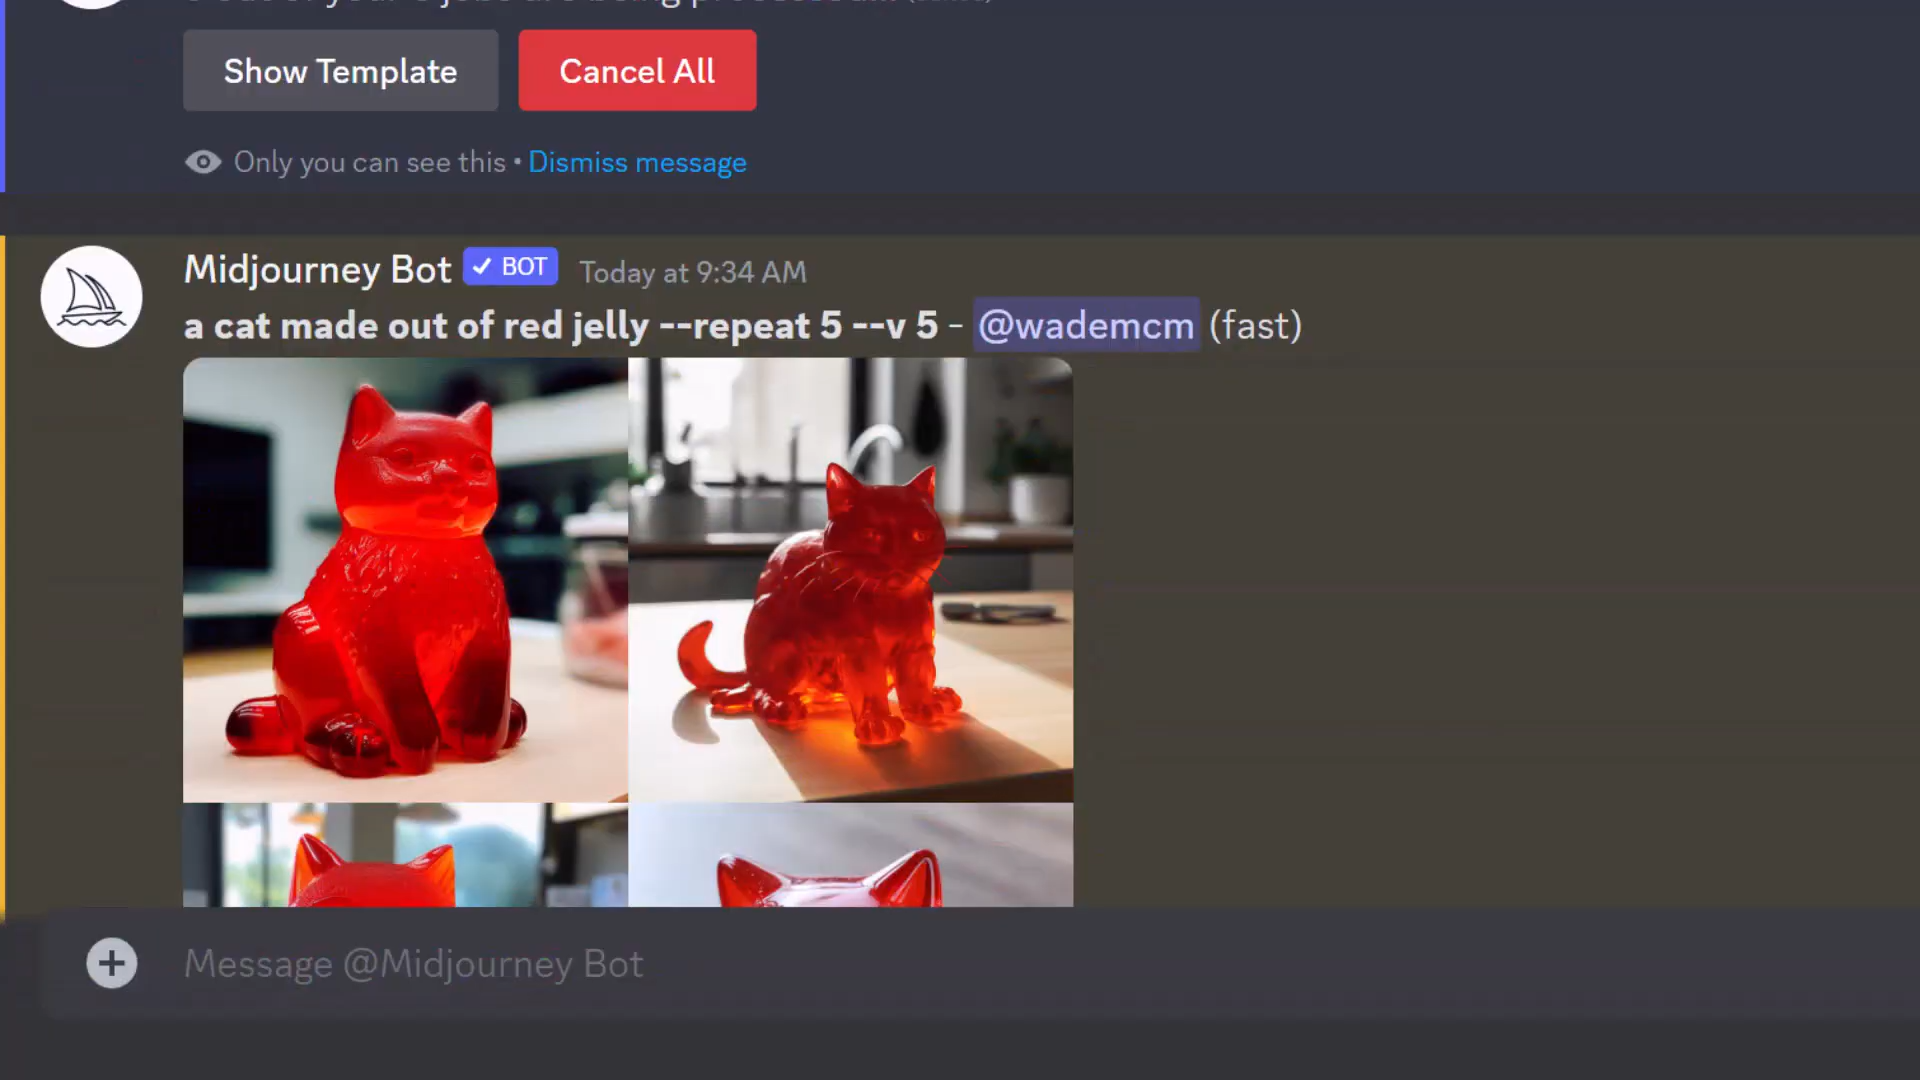 Show Template Cancel All
Only you can see this • Dismiss message
Midjourney Bot ✓ BOT Today at 9:34 AM
a cat made out of red jelly --repeat 5 --v 5 - @wademcm (fast)
Message @Midjourney Bot